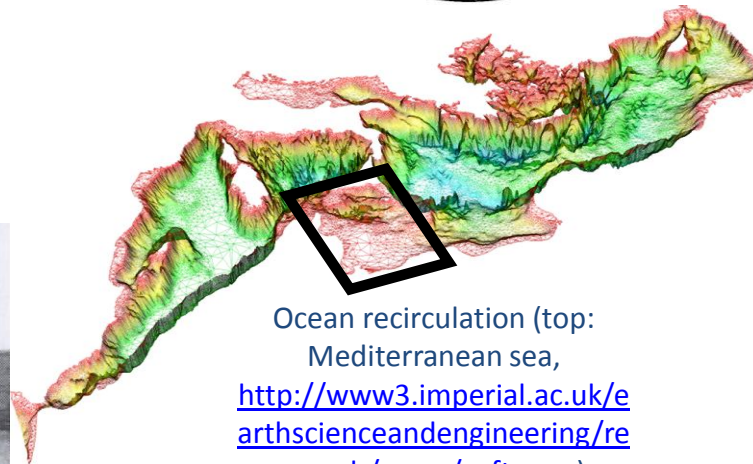 Ocean recirculation (top:
Mediterranean sea,
http://www3.imperial.ac.uk/e
arthscienceandengineering/re